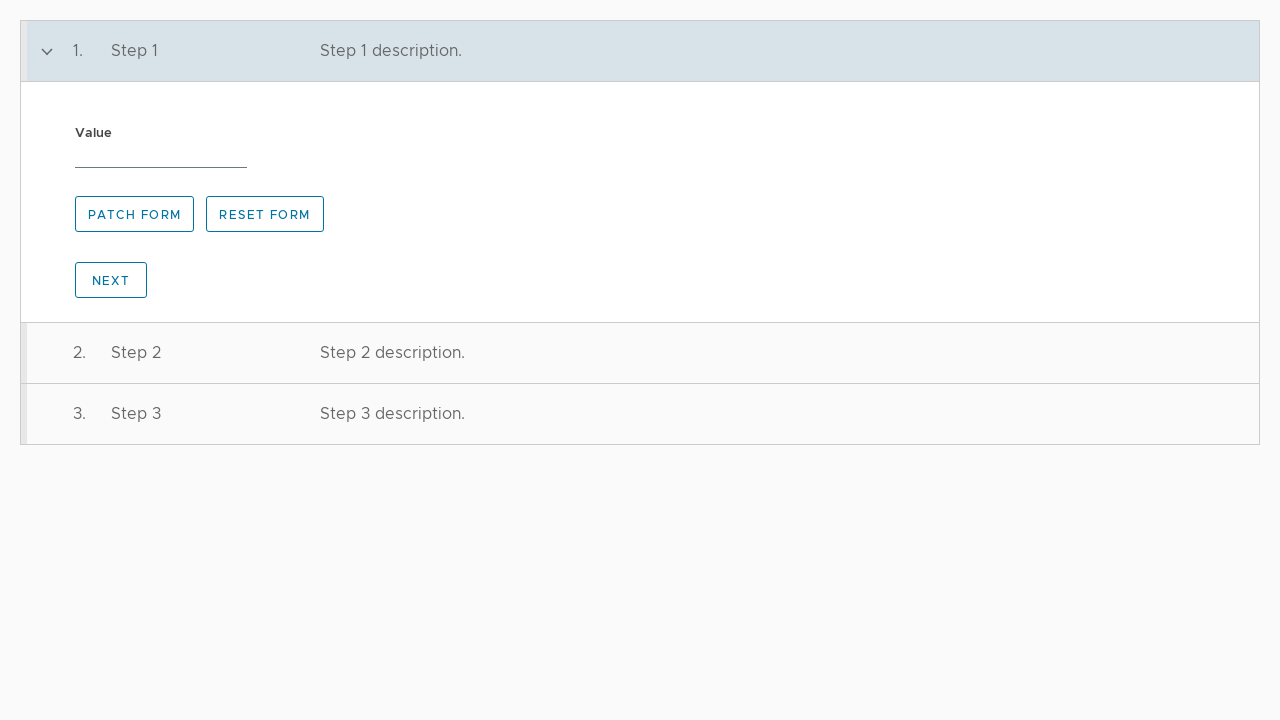 1. Step 1 Step 1 description.
Value
PATCH FORM RESET FORM
NEXT
2. Step 2 Step 2 description.
3. Step 3 Step 3 description.